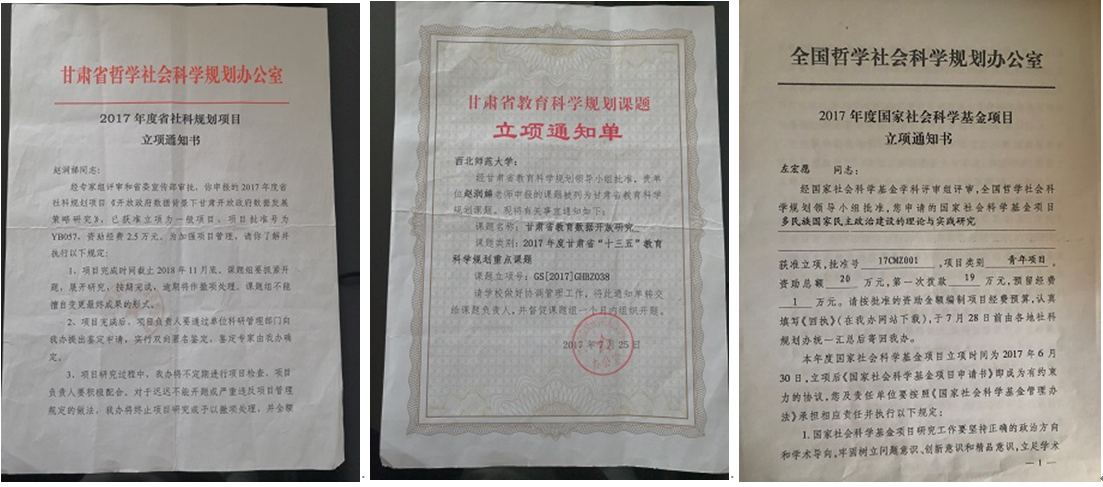 甘肃省哲学社会科学规划办公室
2017年度省社科规划项目
立项通知书
赵润娣同志:
经专家组评审和省委宣传部审批,你申报的2017年度省
社科规划项目《开放政府数据背景下甘肃开放政府数据发展
策略研究》,已获准立项为一般项目,项目批准号为
YB057,资助经费2.5万元。为加强项目管理,请你了解并
执行以下规定:
1、项目完成时间截止2018年11月底。课题组要抓紧开
题,展开研究,按期完成,逾期将作撤项处理。课题组不能
擅自变更最终成果的形式。
2、项目完成后,项目负责人要通过单位科研管理部门向
我办提出鉴定申请,实行双向匿名鉴定,鉴定专家由我办确
定。
3、项目研究过程中,我办将不定期进行项目检查,项目
负责人要积极配合。对于迟迟不能开题或严重违反项目管理
规定的做法,我办将终止项目研究或予以撤项处理,并全额
甘肃省教育科学规划课题
立项通知单
西北师范大学:
经甘肃省教育科学规划领导小组批准,贵单
位赵润娣老师申报的课题被列为甘肃省教育科学
规划课题。现将有关事宜通知如下:
课题名称:甘肃省教育数据开放研究
课题类别:2017年度甘肃省“十三五”教育
科学规划重点课题
课题立项号:GS[2017]GHBZ038
请学校做好协调管理工作,将此通知单转交
给课题负责人,并督促课题组一个月内组织开题。
2017年7月25日
办公室
全国哲学社会科学规划办公室
2017年度国家社会科学基金项目
立项通知书
左宏愿 同志:
经国家社会科学基金学科评审组评审,全国哲学社会科
学规划领导小组批准,您申请的国家社会科学基金项目
多民族国家民主政治建设的理论与实践研究
获准立项,批准号 17CMZ001 ,项目类别 青年项目。
资助总额 20 万元,第一次拨款 19 万元,预留经费
1 万元。请按批准的资助金额编制项目经费预算,认真
填写《回执》(在我办网站下载),于7月28日前由各地社科
规划办统一汇总后寄回我办。
本年度国家社会科学基金项目立项时间为2017年6月
30日,立项后《国家社会科学基金项目申请书》即成为有约束
力的协议,您及责任单位要按照《国家社会科学基金管理办
法》承担相应责任并执行以下规定:
1.国家社会科学基金项目研究工作要坚持正确的政治方向
和学术导向,牢固树立问题意识、创新意识和精品意识,立足学术
— 1 —